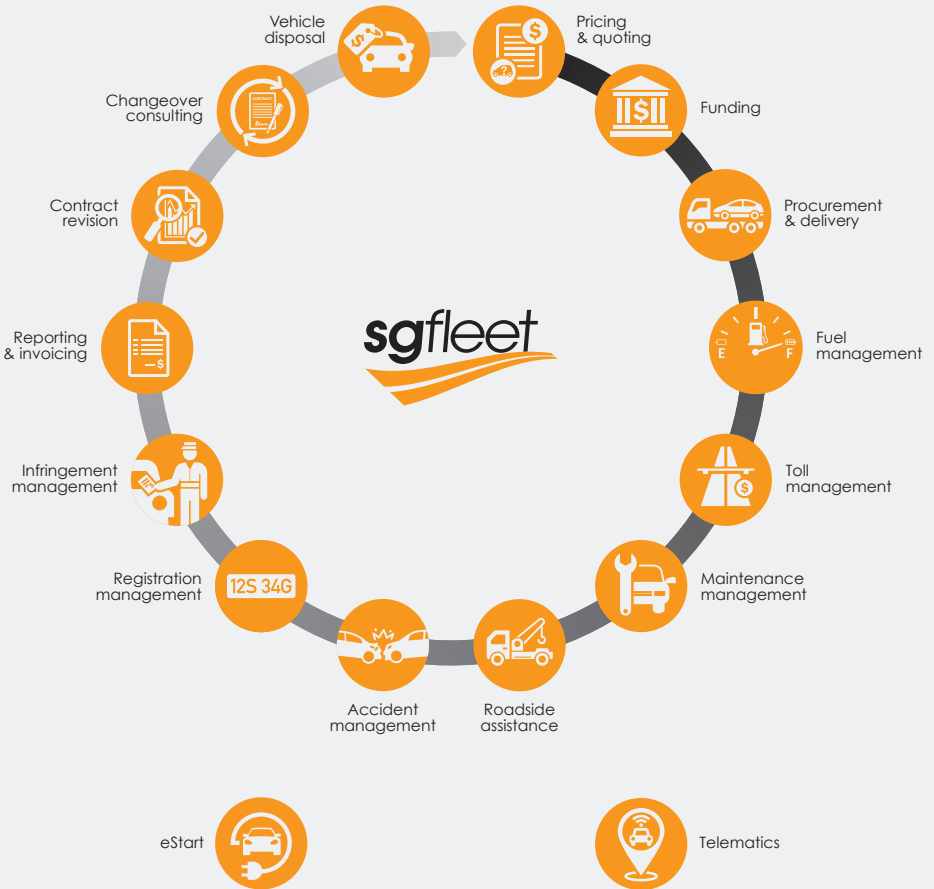 Vehicle
disposal
Pricing
& quoting
$
$
?
Changeover
consulting
CONTRACT
Funding
$
Contract
revision
Procurement
& delivery
sgfleet
Reporting
& invoicing
$
Fuel
management
E
F
Infringement
management
Toll
management
$
Registration
management
12S 34G
Maintenance
management
Accident
management
Roadside
assistance
eStart
Telematics